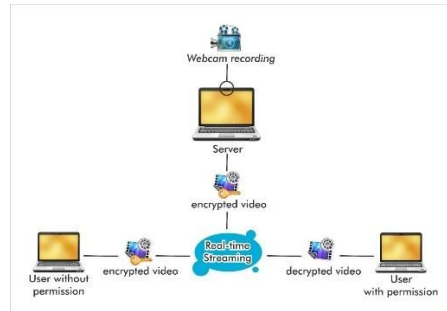 Webcam recording
Server
encrypted video
Real-time
Streaming
User without
permission
encrypted video
decrypted video
User
with permission